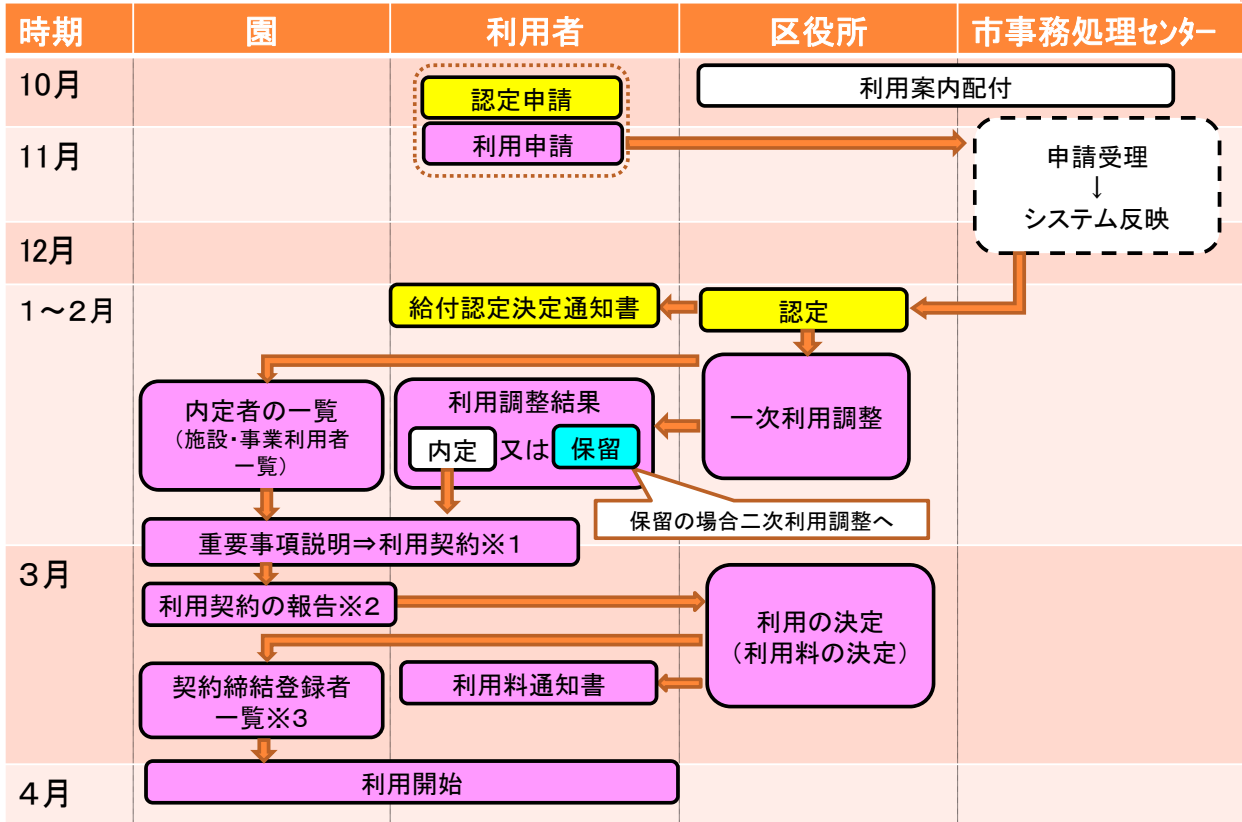 時期
園
利用者
区役所
市事務処理センター
10月
認定申請
利用案内配付
11月
利用申請
申請受理
↓
システム反映
12月
1～2月
給付認定決定通知書
認定
内定者の一覧
(施設・事業利用者
一覧)
利用調整結果
内定 又は 保留
一次利用調整
保留の場合二次利用調整へ
重要事項説明⇒利用契約※1
3月
利用契約の報告※2
利用の決定
(利用料の決定)
契約締結登録者
一覧※3
利用料通知書
4月
利用開始